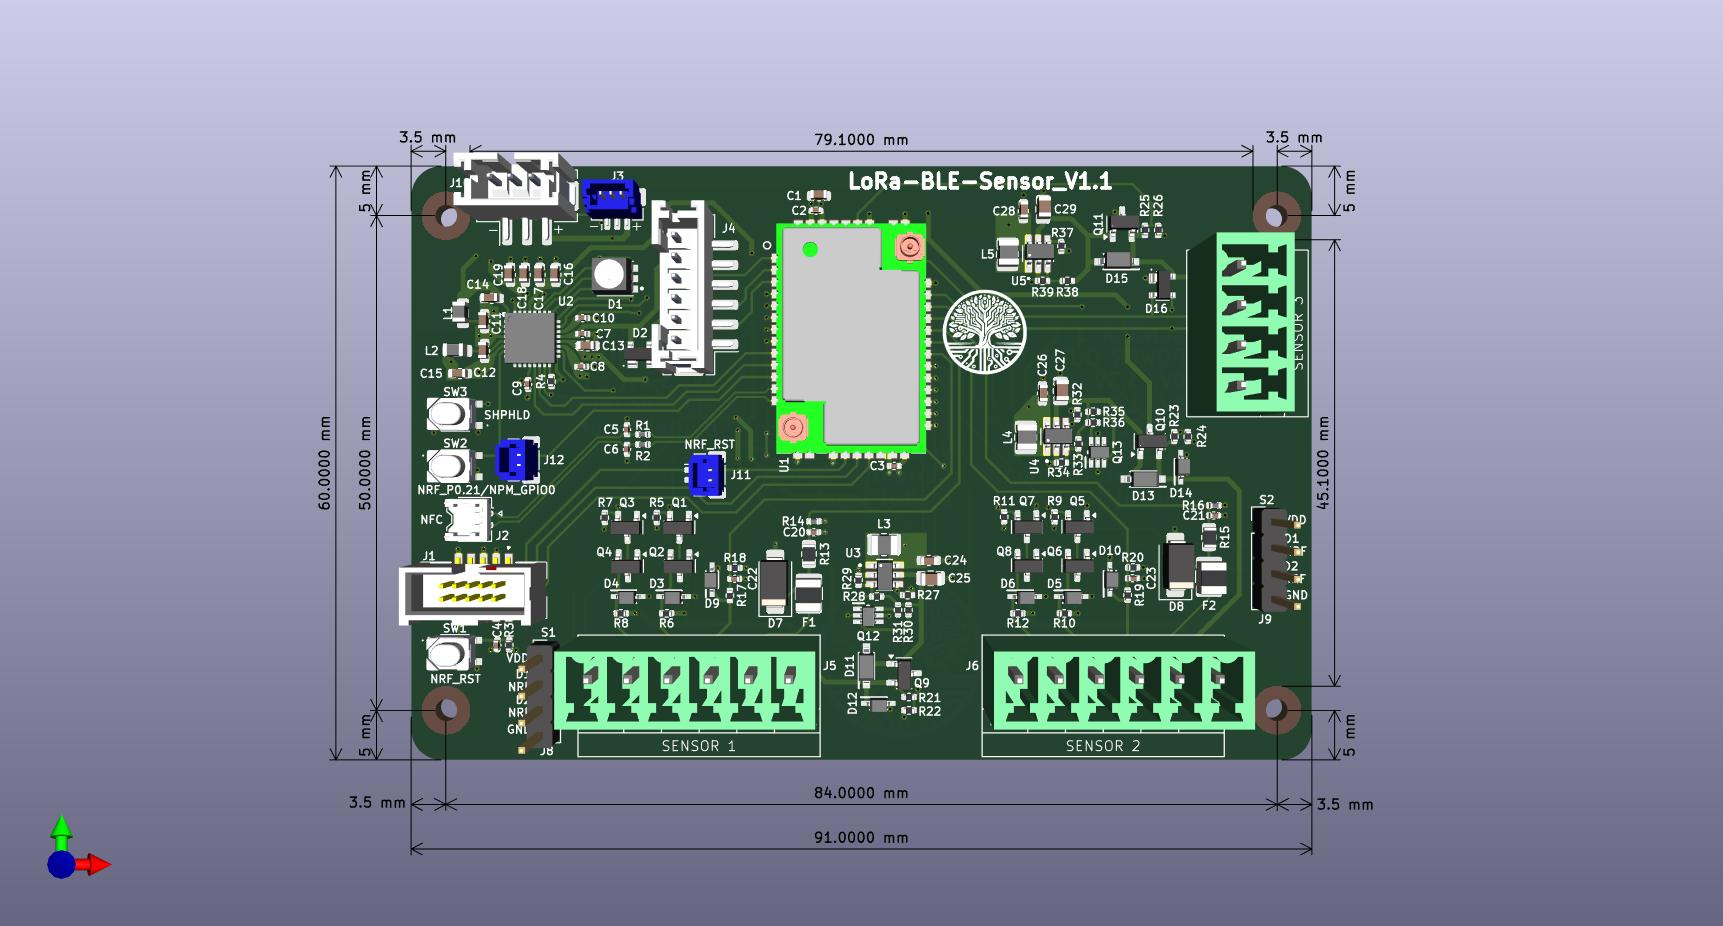 3.5 mm
79.1000 mm
3.5 mm
5 mm
5 mm
LoRa-BLE-Sensor_V1.1
J1
J3
- +
- +
J4
C1
C2
C28
C29
Q11
R25
R26
R37
L5
U5
R39
R38
D15
D16
C19
C18
C17
C16
U2
D1
C14
L1
C11
C10
C7
C13
D2
L2
C15
C12
C8
C9
R4
SENSOR 3
SW3
SHPHLD
C26
C27
R32
R35
R36
L4
U4
R34
R33
Q13
Q10
R23
R24
D13
D14
C5
R1
C6
R2
SW2
J12
NRF_RST
J11
NRF_P0.21/NPM_GPIO0
U1
C3
60.0000 mm
50.0000 mm
45.1000 mm
NFC
J2
J1
R7
Q3
R5
Q1
Q4
Q2
D4
D3
R8
R6
R18
D9
R17
C22
D7
R14
C20
R13
F1
L3
U3
R29
R28
C24
C25
R27
R31
R30
Q12
R11
Q7
R9
Q5
Q8
Q6
D10
D6
D5
R12
R10
R20
R19
C23
D8
R16
C21
R15
F2
S2
VDD
D1
D2
GND
J9
SW1
C4
R3
NRF_RST
S1
VDD
GND
J8
J5
D11
Q9
D12
R21
R22
J6
SENSOR 1
SENSOR 2
5 mm
5 mm
3.5 mm
84.0000 mm
3.5 mm
91.0000 mm